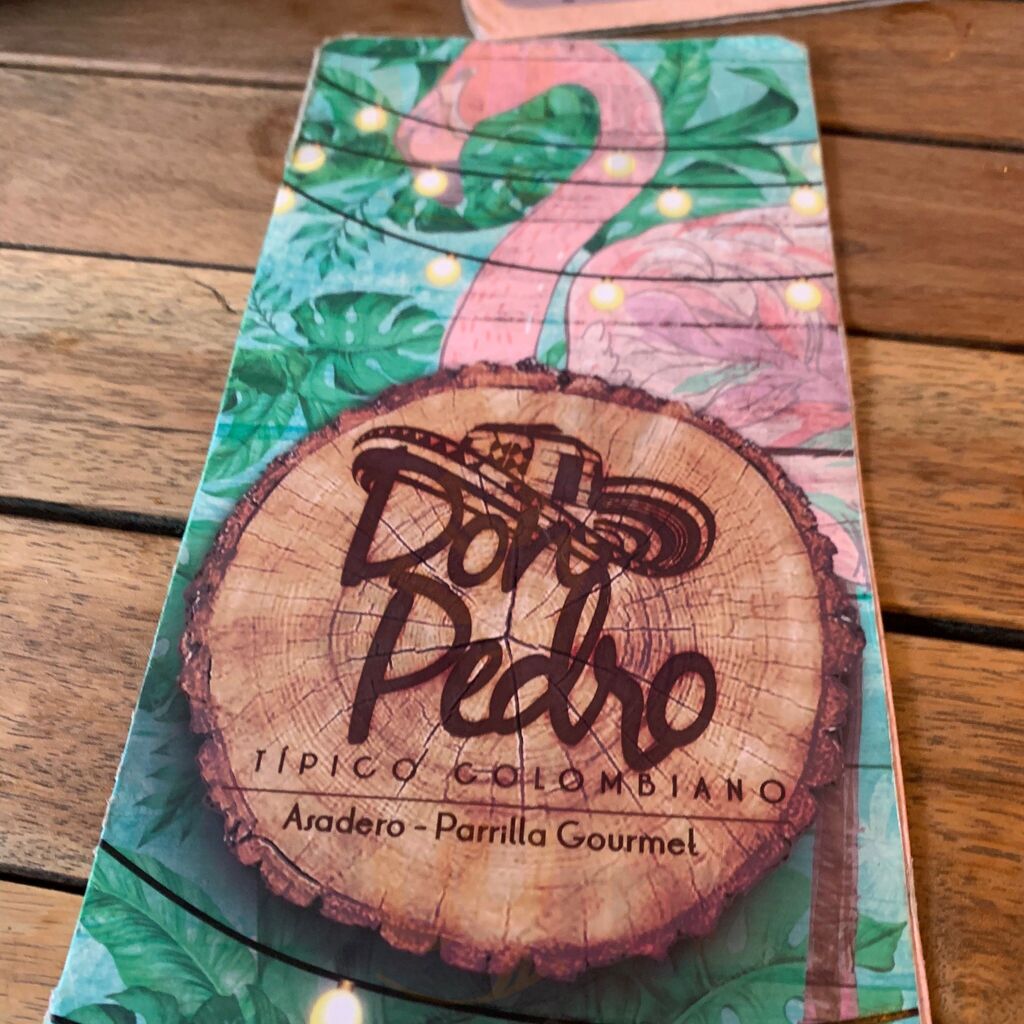 Don
Pedro
TÍPICO COLOMBIANO
Asadero - Parrilla Gourmet